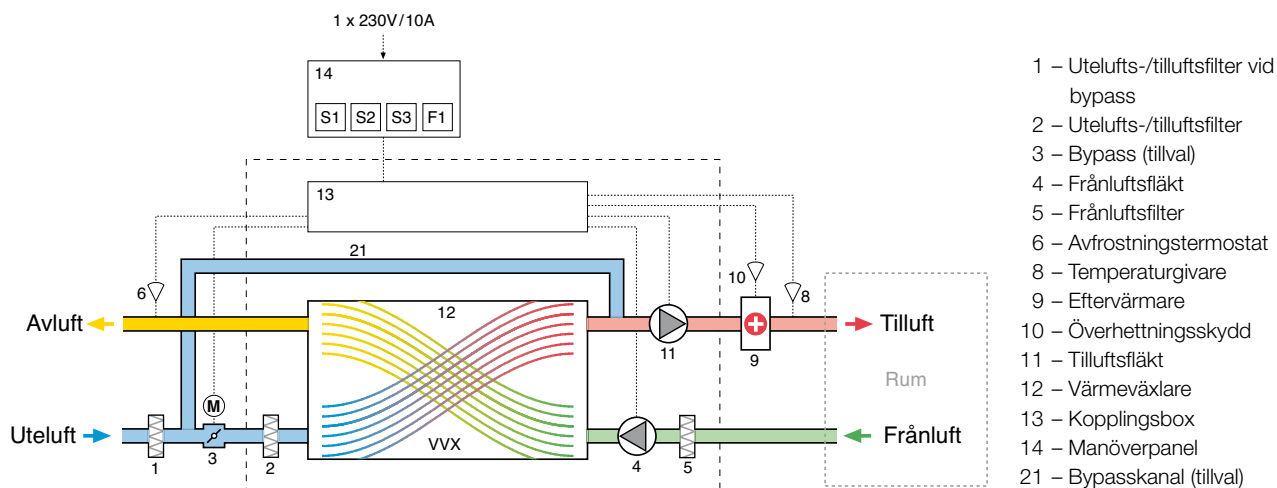 1 x 230V/10A
14
S1 S2 S3 F1
13
21
6
10
8
12
Avluft
Tilluft
11
9
Rum
M
Uteluft
VVX
Frånluft
1
3
2
4
5
1 – Utelufts-/tilluftsfilter vid
bypass
2 – Utelufts-/tilluftsfilter
3 – Bypass (tillval)
4 – Frånluftsfläkt
5 – Frånluftsfilter
6 – Avfrostningstermostat
8 – Temperaturgivare
9 – Eftervärmare
10 – Överhettningsskydd
11 – Tilluftsfläkt
12 – Värmeväxlare
13 – Kopplingsbox
14 – Manöverpanel
21 – Bypasskanal (tillval)